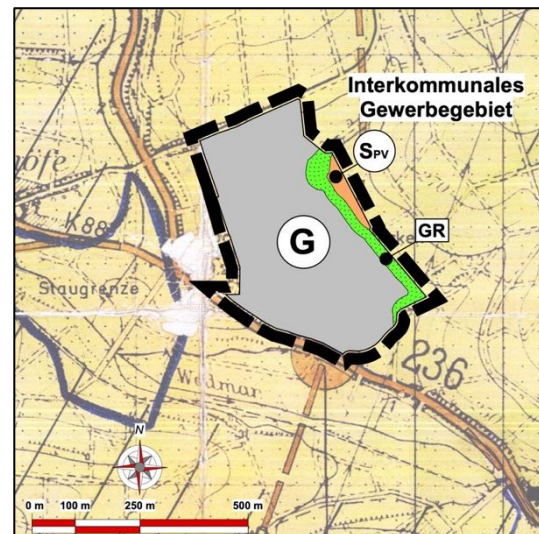 Interkommunales
Gewerbegebiet
SPV
GR
G
K88
Staugrenze
236
Wedmar
N
0 m
100 m
250 m
500 m